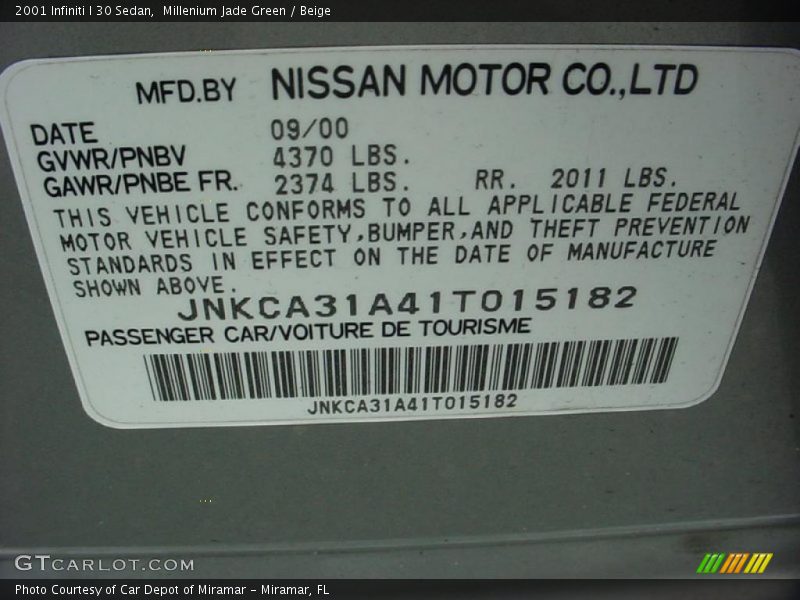 2001 Infiniti I 30 Sedan,  Millenium Jade Green / Beige
MFD.BY NISSAN MOTOR CO.,LTD
DATE 09/00
GVWR/PNBV 4370 LBS.
GAWR/PNBE FR. 2374 LBS. RR. 2011 LBS.
THIS VEHICLE CONFORMS TO ALL APPLICABLE FEDERAL
MOTOR VEHICLE SAFETY,BUMPER,AND THEFT PREVENTION
STANDARDS IN EFFECT ON THE DATE OF MANUFACTURE
SHOWN ABOVE.
JNKCA31A41T015182
PASSENGER CAR/VOITURE DE TOURISME
JNKCA31A41T015182
GTCARLOT.COM
Photo Courtesy of Car Depot of Miramar - Miramar, FL